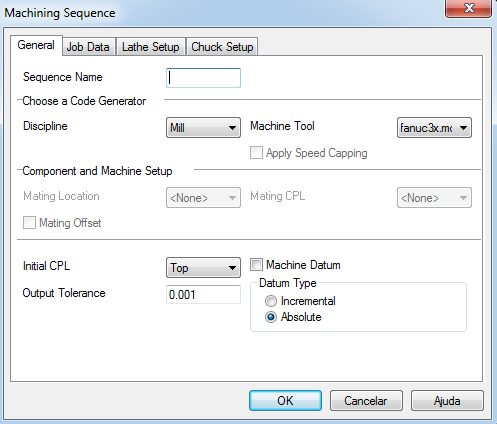 Machining Sequence
General Job Data Lathe Setup Chuck Setup
Sequence Name
Choose a Code Generator
Discipline Mill Machine Tool fanuc3x.mc
Apply Speed Capping
Component and Machine Setup
Mating Location <None> Mating CPL <None>
Mating Offset
Initial CPL Top Machine Datum
Output Tolerance 0.001 Datum Type
Incremental
Absolute
OK Cancelar Ajuda